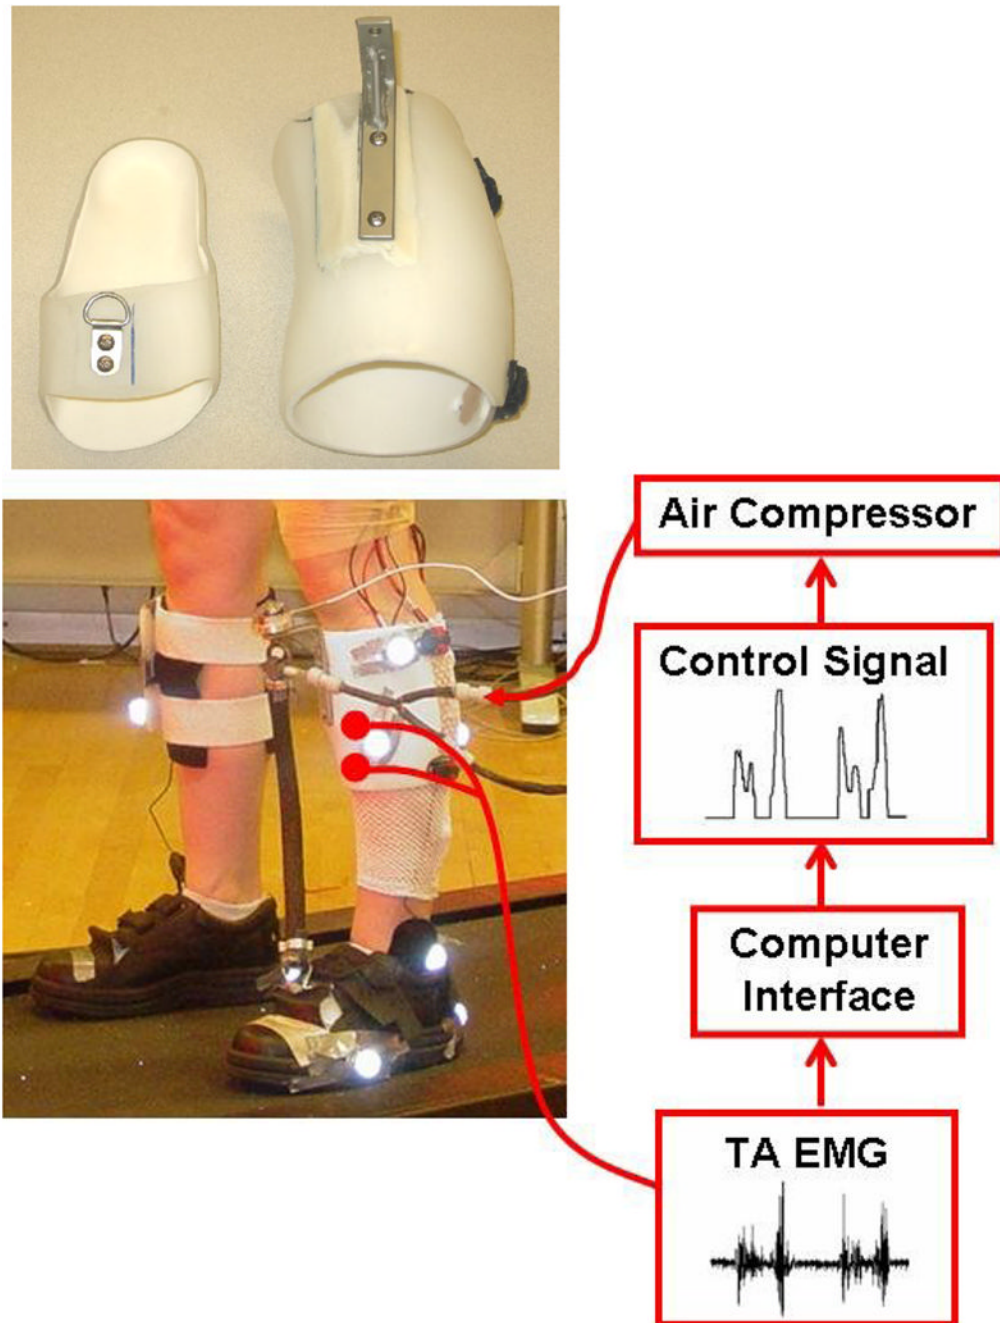 Air Compressor
Control Signal
Computer
Interface
TA EMG